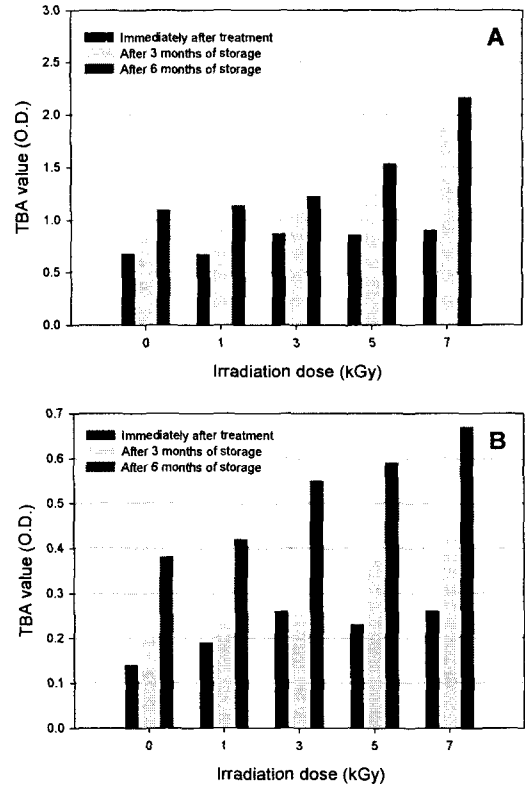 3.0
A
Immediately after treatment
After 3 months of storage
After 6 months of storage
2.5
2.0
1.5
1.0
0.5
0.0
TBA value (O.D.)
0 1 3 5 7
Irradiation dose (kGy)
0.7
B
Immediately after treatment
After 3 months of storage
After 6 months of storage
0.6
0.5
0.4
0.3
0.2
0.1
0.0
TBA value (O.D.)
0 1 3 5 7
Irradiation dose (kGy)